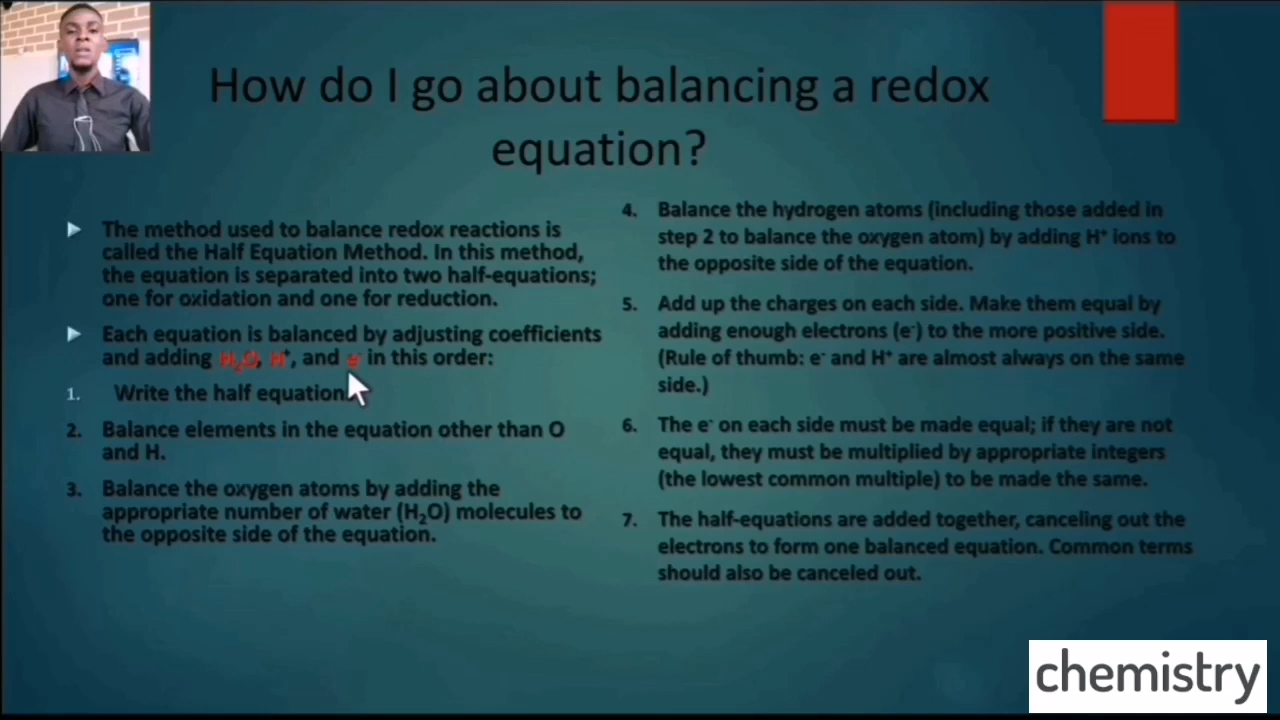 How do I go about balancing a redox
equation?
The method used to balance redox reactions is
called the Half Equation Method. In this method,
the equation is separated into two half-equations;
one for oxidation and one for reduction.
Each equation is balanced by adjusting coefficients
and adding H₂O, H⁺, and e⁻ in this order:
1. Write the half equation
2. Balance elements in the equation other than O
and H.
3. Balance the oxygen atoms by adding the
appropriate number of water (H₂O) molecules to
the opposite side of the equation.
4. Balance the hydrogen atoms (including those added in
step 2 to balance the oxygen atom) by adding H⁺ ions to
the opposite side of the equation.
5. Add up the charges on each side. Make them equal by
adding enough electrons (e⁻) to the more positive side.
(Rule of thumb: e⁻ and H⁺ are almost always on the same
side.)
6. The e⁻ on each side must be made equal; if they are not
equal, they must be multiplied by appropriate integers
(the lowest common multiple) to be made the same.
7. The half-equations are added together, canceling out the
electrons to form one balanced equation. Common terms
should also be canceled out.
chemistry